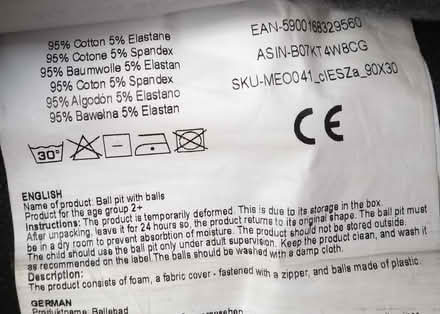 95% Cotton 5% Elastane
95% Cotone 5% Spandex
95% Baumwolle 5% Elastan
95% Coton 5% Spandex
95% Algodón 5% Elastano
95% Bawełna 5% Elastan
EAN-5900168329560
ASIN-B07KT4W8CG
SKU-MEO041_clESZa_90X30
CE
30°
ENGLISH
Name of product: Ball pit with balls
Product for the age group 2+
Instructions: The product is temporarily deformed. This is due to its storage in the box.
After unpacking, leave it for 24 hours so, the product returns to its original shape. The ball pit must
be in a dry room to prevent absorption of moisture. The product should not be stored outside.
The child should use the ball pit only under adult supervision. Keep the product clean, and wash it
as recommended on the label. The balls should be washed with a damp cloth.
Description:
The product consists of foam, a fabric cover - fastened with a zipper, and balls made of plastic.
GERMAN
Produktname: Bällebad